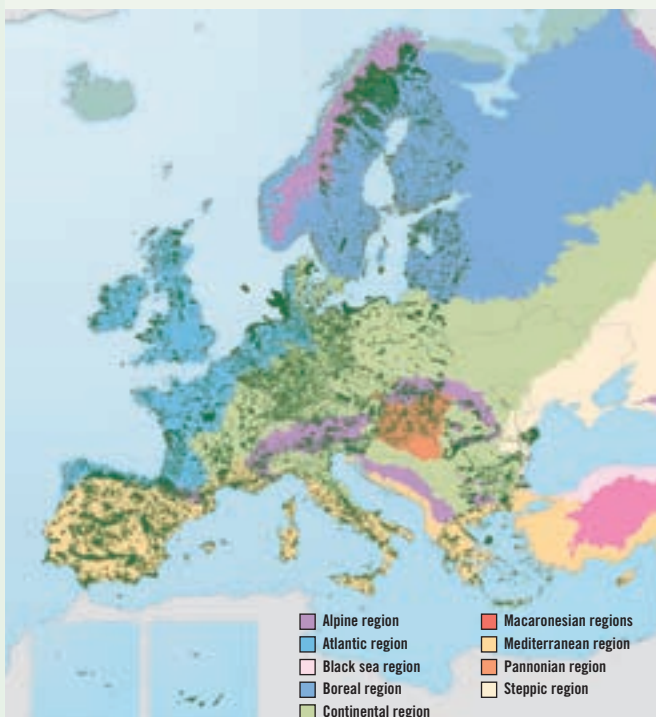 Alpine region
Atlantic region
Black sea region
Boreal region
Continental region
Macaronesian regions
Mediterranean region
Pannonian region
Steppic region